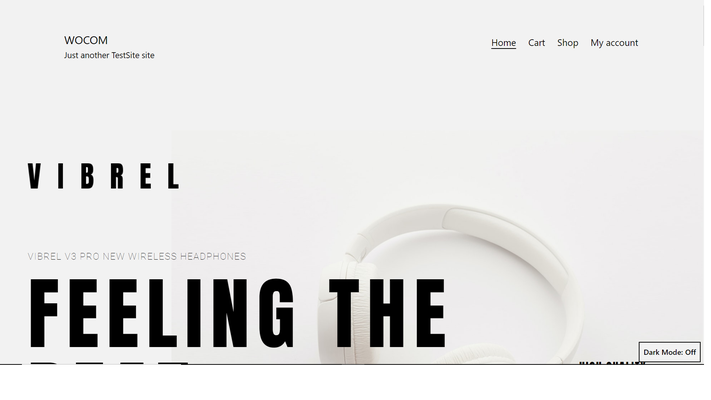 WOCOM
Just another TestSite site
Home Cart Shop My account
VIBREL
VIBREL V3 PRO NEW WIRELESS HEADPHONES
FEELING THE
Dark Mode: Off